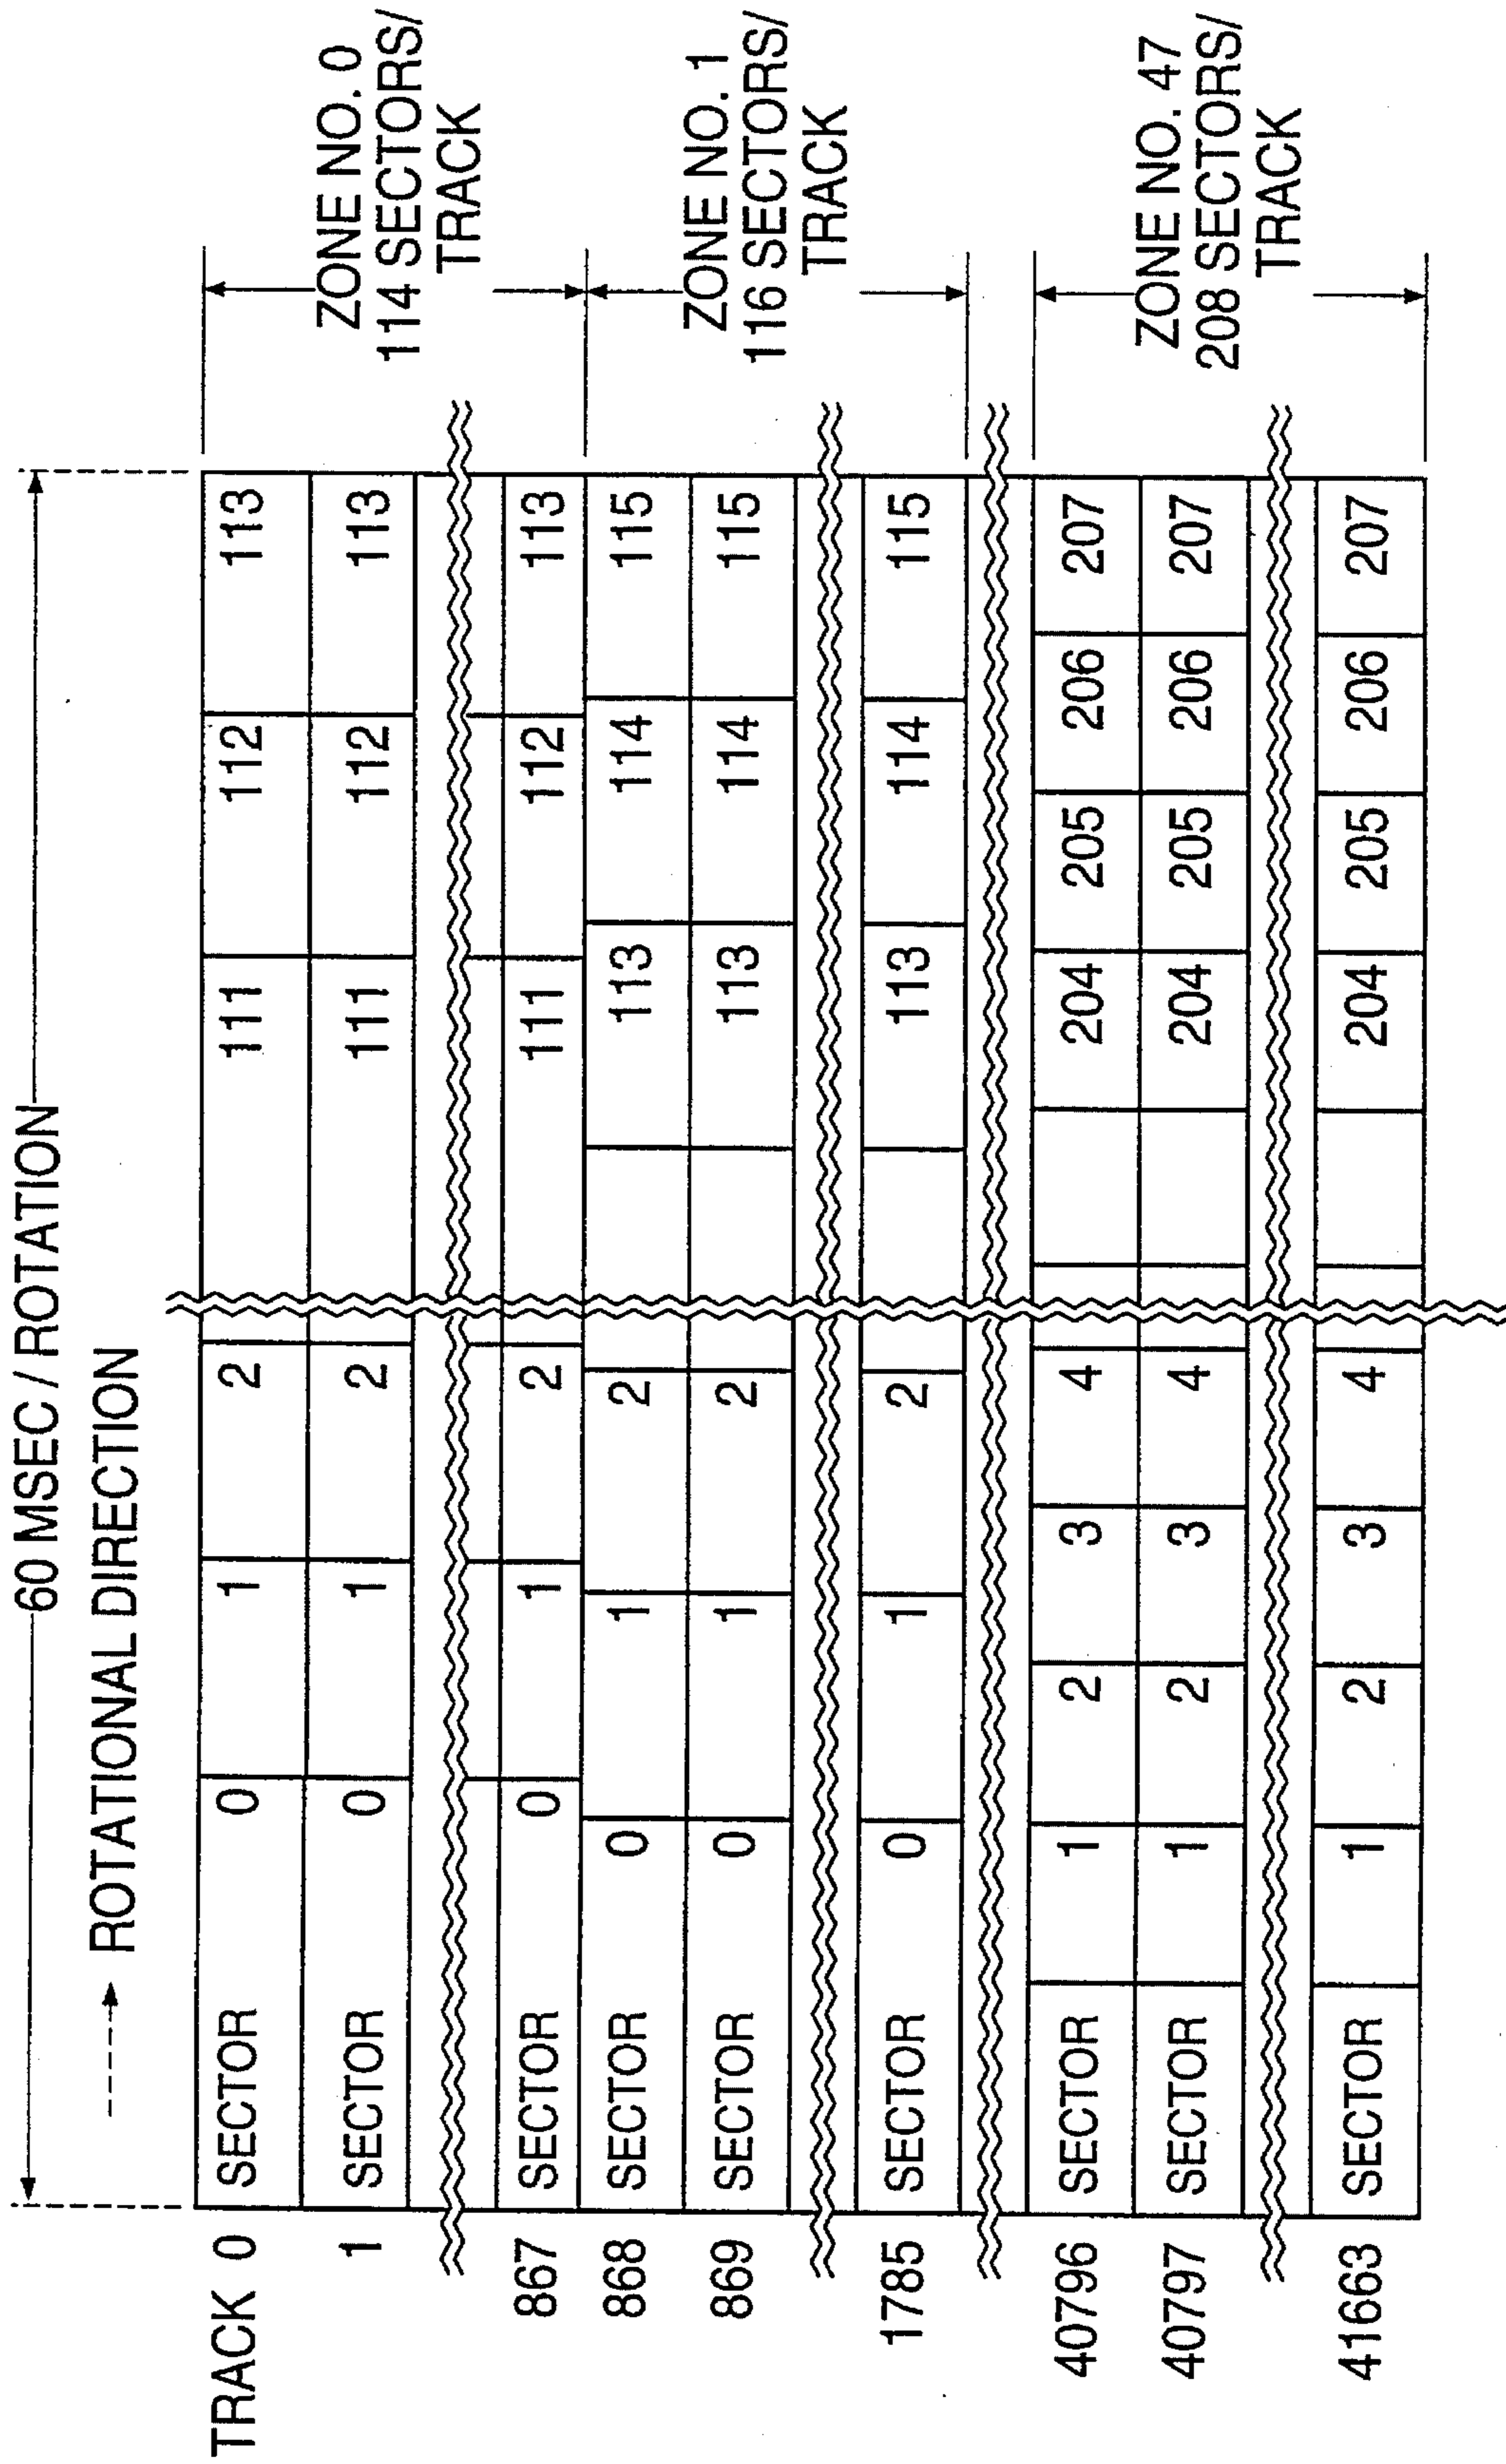 60 MSEC / ROTATION
ROTATIONAL DIRECTION
TRACK 0 SECTOR 0 1 2 111 112 113
1 SECTOR 0 1 2 111 112 113
867 SECTOR 0 1 2 111 112 113
ZONE NO. 0
114 SECTORS/
TRACK
868 SECTOR 0 1 2 113 114 115
869 SECTOR 0 1 2 113 114 115
1785 SECTOR 0 1 2 113 114 115
ZONE NO. 1
116 SECTORS/
TRACK
40796 SECTOR 1 2 3 4 204 205 206 207
40797 SECTOR 1 2 3 4 204 205 206 207
41663 SECTOR 1 2 3 4 204 205 206 207
ZONE NO. 47
208 SECTORS/
TRACK